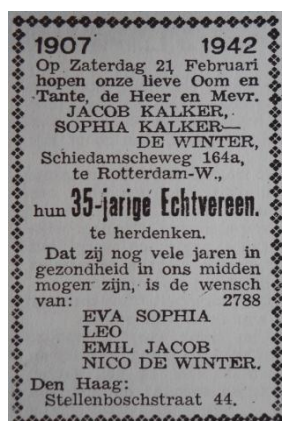 1907 1942
Op Zaterdag 21 Februari
hopen onze lieve Oom en
Tante, de Heer en Mevr.
JACOB KALKER,
SOPHIA KALKER—
DE WINTER,
Schiedamscheweg 164a,
te Rotterdam-W.,
hun 35-jarige Echtvereen.
te herdenken.
Dat zij nog vele jaren in
gezondheid in ons midden
mogen zijn, is de wensch
van: 2788
EVA SOPHIA
LEO
EMIL JACOB
NICO DE WINTER.
Den Haag:
Stellenboschstraat 44.